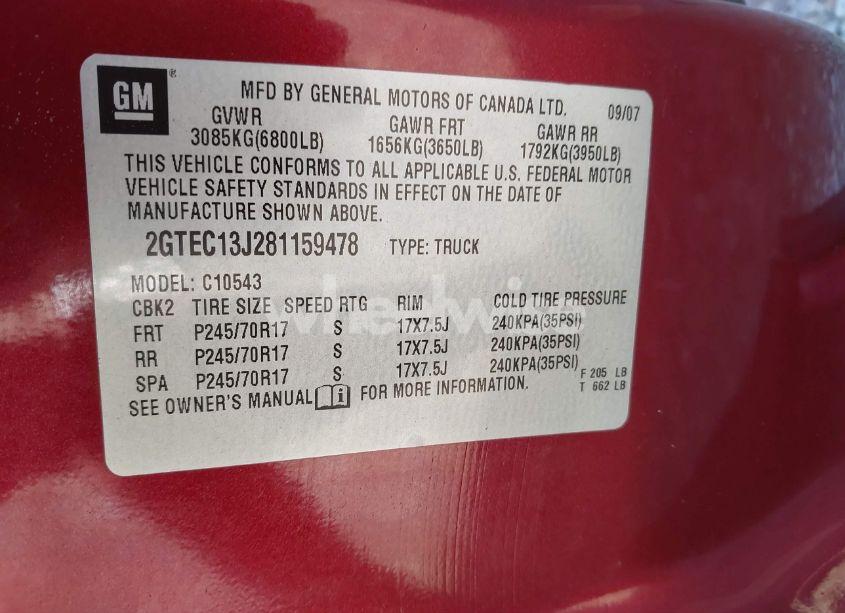 GM ®
MFD BY GENERAL MOTORS OF CANADA LTD. 09/07
GVWR GAWR FRT GAWR RR
3085KG(6800LB) 1656KG(3650LB) 1792KG(3950LB)
THIS VEHICLE CONFORMS TO ALL APPLICABLE U.S. FEDERAL MOTOR
VEHICLE SAFETY STANDARDS IN EFFECT ON THE DATE OF
MANUFACTURE SHOWN ABOVE.
2GTEC13J281159478 TYPE: TRUCK
MODEL: C10543
CBK2 TIRE SIZE SPEED RTG RIM COLD TIRE PRESSURE
FRT P245/70R17 S 17X7.5J 240KPA(35PSI)
RR P245/70R17 S 17X7.5J 240KPA(35PSI)
SPA P245/70R17 S 17X7.5J 240KPA(35PSI)
F 205 LB
T 662 LB
SEE OWNER'S MANUAL i FOR MORE INFORMATION.